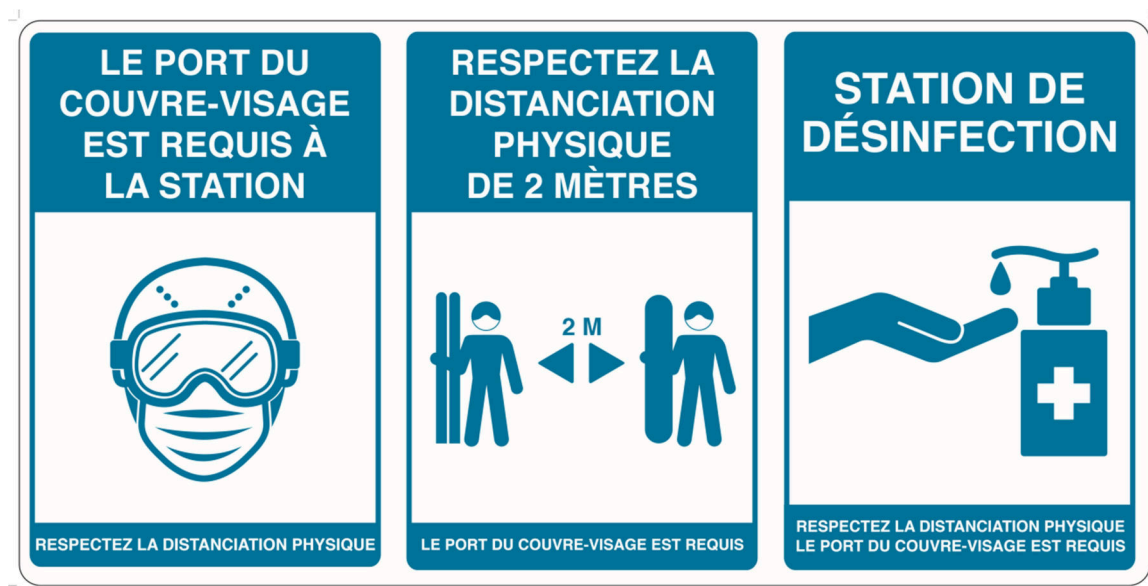 LE PORT DU
COUVRE-VISAGE
EST REQUIS À
LA STATION
RESPECTEZ LA DISTANCIATION PHYSIQUE
RESPECTEZ LA
DISTANCIATION
PHYSIQUE
DE 2 MÈTRES
2 M
LE PORT DU COUVRE-VISAGE EST REQUIS
STATION DE
DÉSINFECTION
RESPECTEZ LA DISTANCIATION PHYSIQUE
LE PORT DU COUVRE-VISAGE EST REQUIS